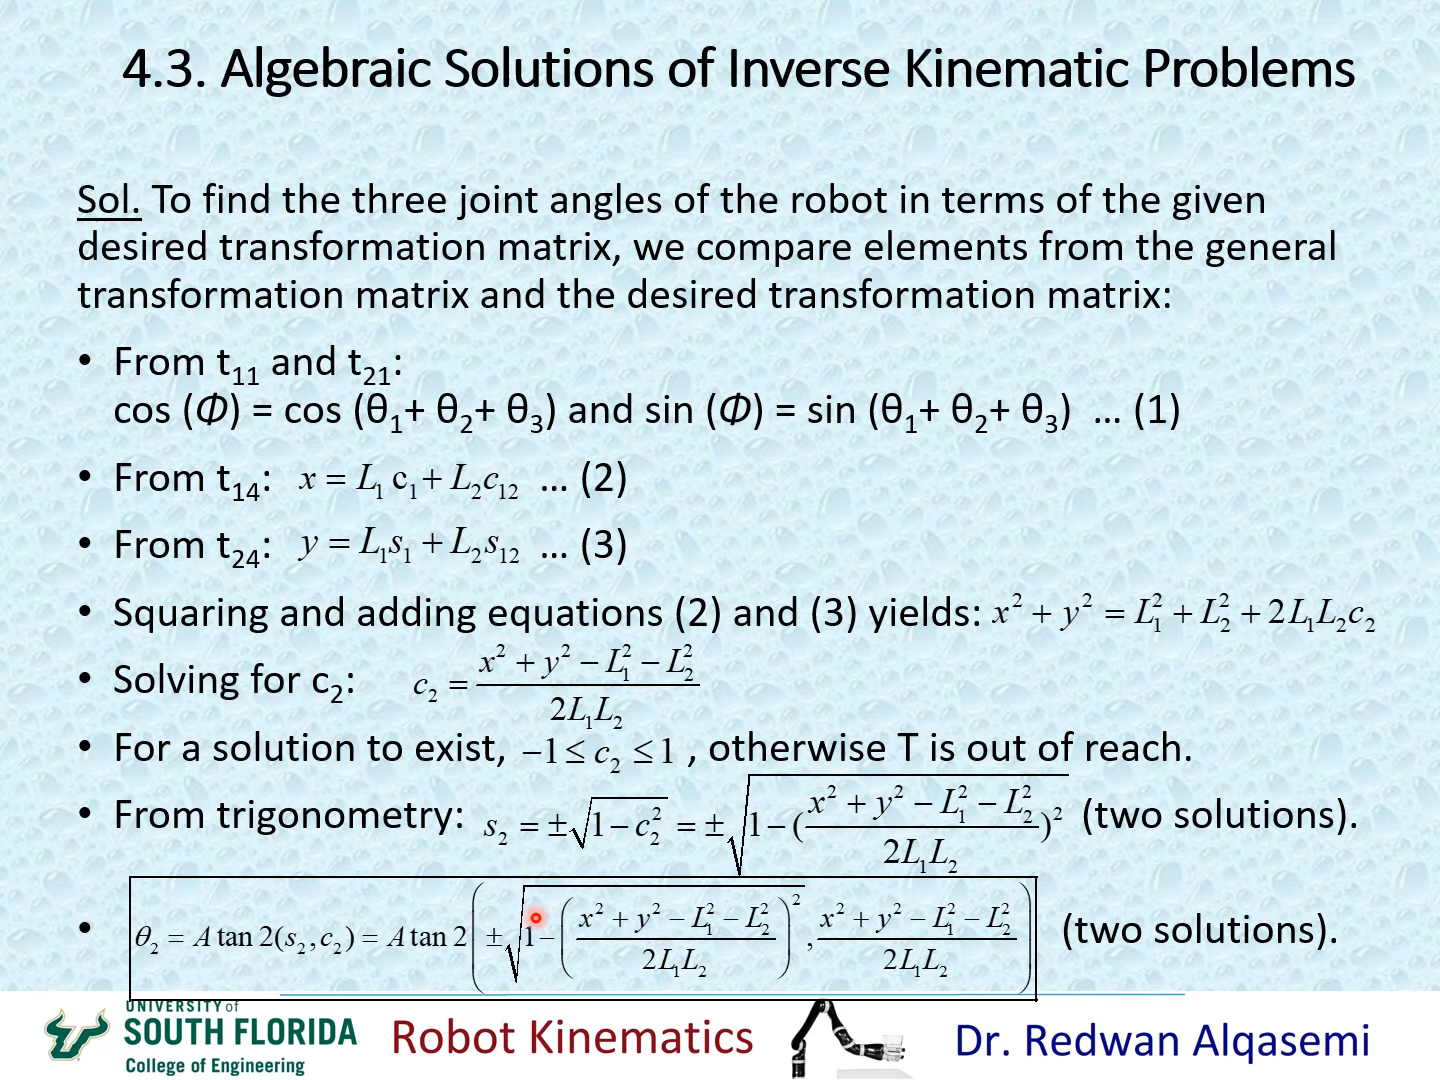 4.3. Algebraic Solutions of Inverse Kinematic Problems
Sol. To find the three joint angles of the robot in terms of the given
desired transformation matrix, we compare elements from the general
transformation matrix and the desired transformation matrix:
• From t₁₁ and t₂₁:
cos (Φ) = cos (θ₁+ θ₂+ θ₃) and sin (Φ) = sin (θ₁+ θ₂+ θ₃) … (1)
• From t₁₄: x = L₁ c₁ + L₂c₁₂ … (2)
• From t₂₄: y = L₁s₁ + L₂s₁₂ … (3)
• Squaring and adding equations (2) and (3) yields: x² + y² = L₁² + L₂² + 2L₁L₂c₂
• Solving for c₂: c₂ = (x² + y² − L₁² − L₂²) / (2L₁L₂)
• For a solution to exist, −1 ≤ c₂ ≤ 1 , otherwise T is out of reach.
• From trigonometry: s₂ = ±√(1 − c₂²) = ±√(1 − ((x² + y² − L₁² − L₂²) / (2L₁L₂))²) (two solutions).
• θ₂ = A tan 2(s₂, c₂) = A tan 2(±√(1 − ((x² + y² − L₁² − L₂²) / (2L₁L₂))²), (x² + y² − L₁² − L₂²) / (2L₁L₂)) (two solutions).
UNIVERSITY of
SOUTH FLORIDA
College of Engineering
Robot Kinematics
Dr. Redwan Alqasemi